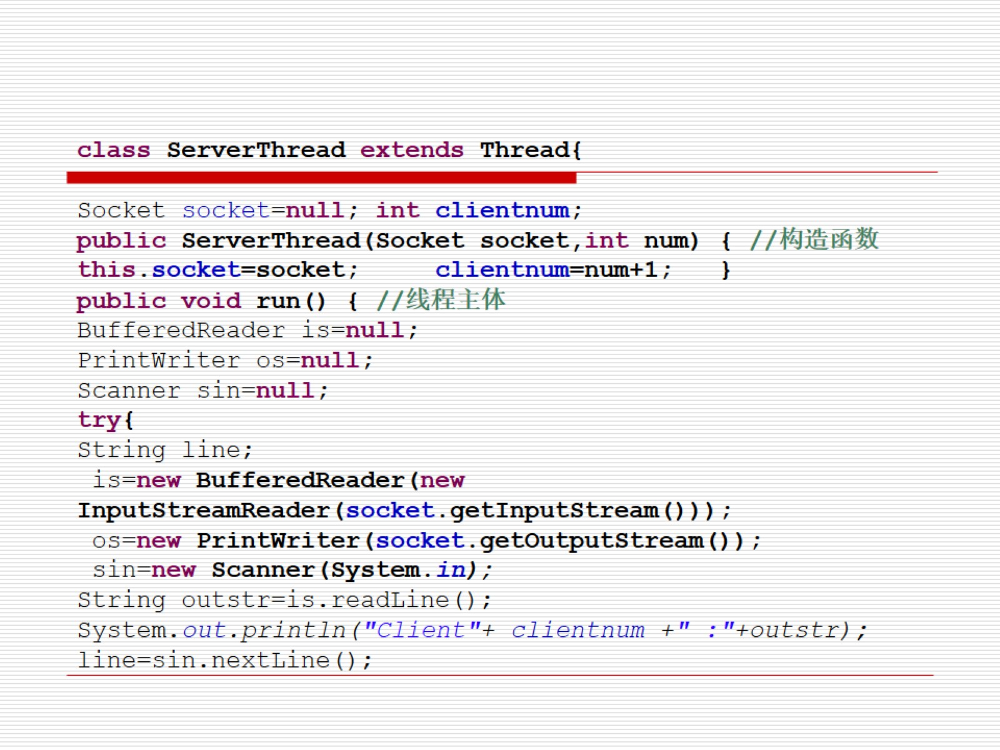 class ServerThread extends Thread{
Socket socket=null; int clientnum;
public ServerThread(Socket socket,int num) { //构造函数
this.socket=socket;     clientnum=num+1;   }
public void run() { //线程主体
BufferedReader is=null;
PrintWriter os=null;
Scanner sin=null;
try{
String line;
 is=new BufferedReader(new
InputStreamReader(socket.getInputStream()));
 os=new PrintWriter(socket.getOutputStream());
 sin=new Scanner(System.in);
String outstr=is.readLine();
System.out.println("Client"+ clientnum +" :"+outstr);
line=sin.nextLine();